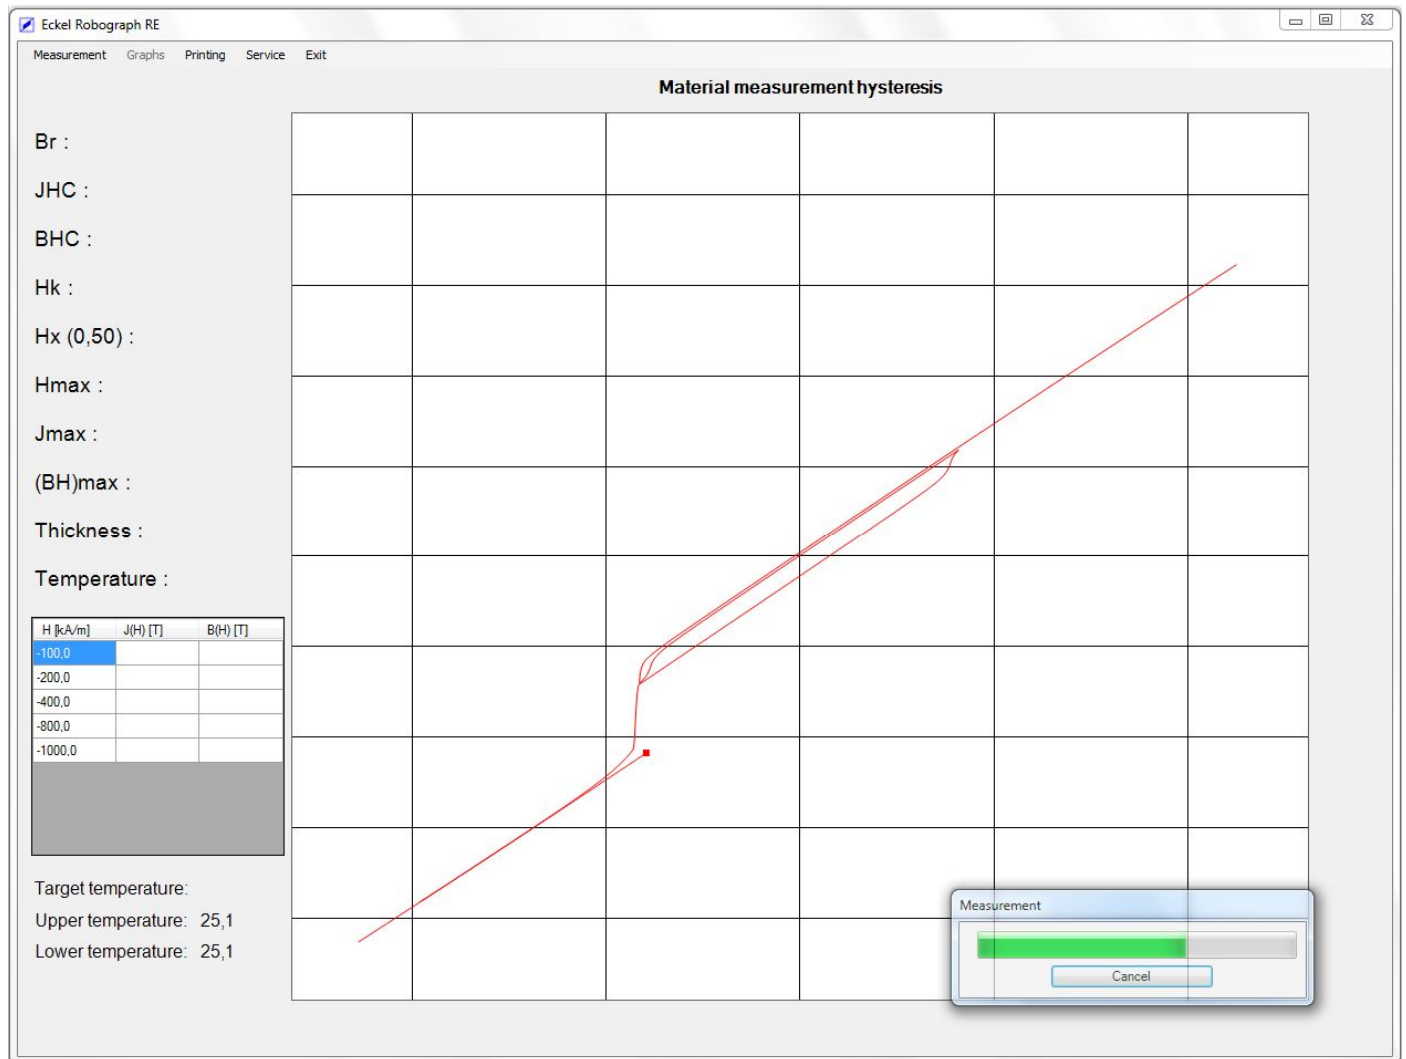 Eckel Robograph RE
Measurement Graphs Printing Service Exit
Material measurement hysteresis
Br :
JHC :
BHC :
Hk :
Hx (0,50) :
Hmax :
Jmax :
(BH)max :
Thickness :
Temperature :
H [kA/m] J(H) [T] B(H) [T]
-100,0
-200,0
-400,0
-800,0
-1000,0
Target temperature:
Upper temperature: 25,1
Lower temperature: 25,1
Measurement
Cancel